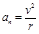 aₙ = v²/r